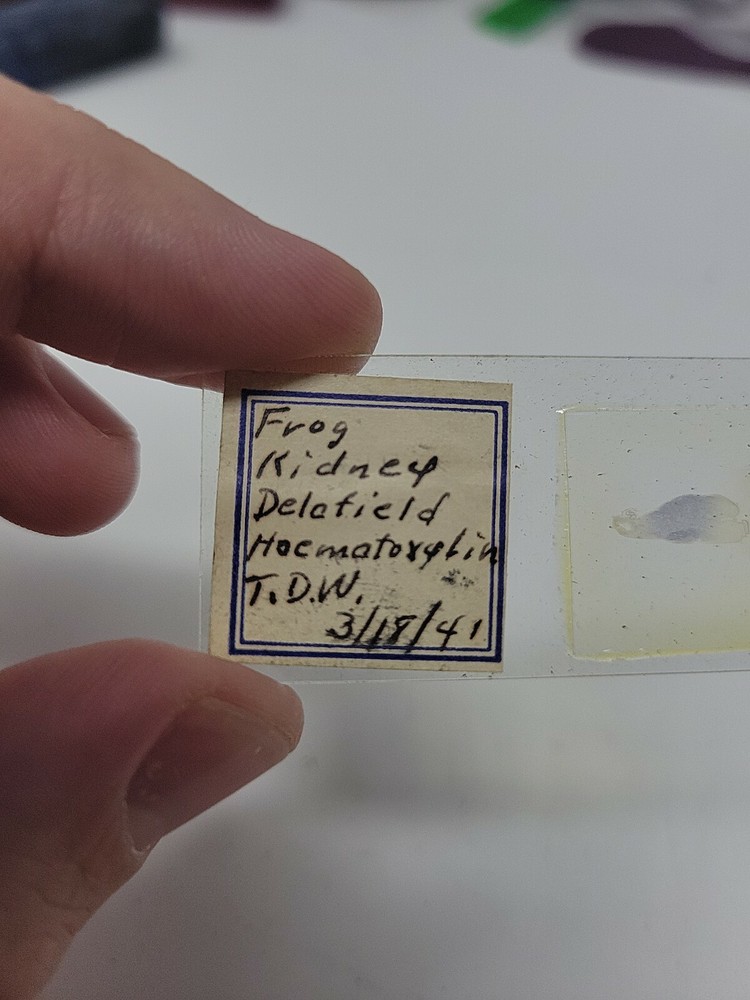 Frog
Kidney
Delafield
Haematoxylin
T.D.W.
3/18/41